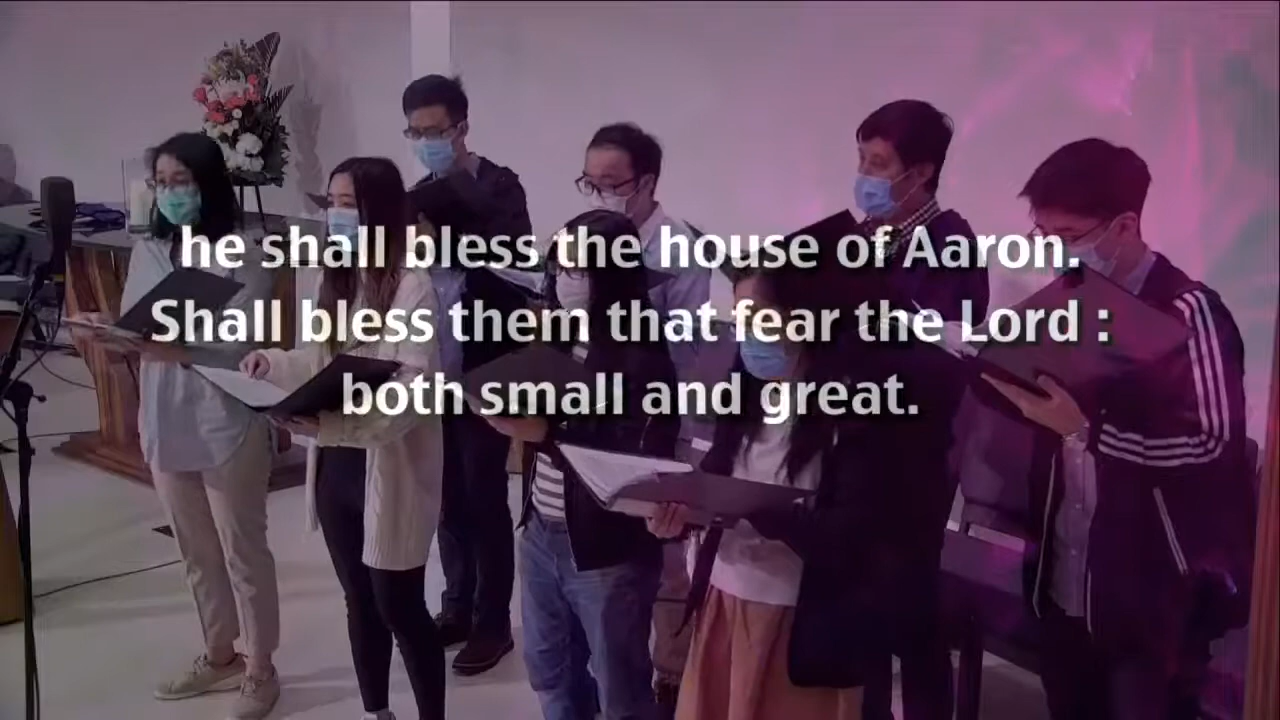 he shall bless the house of Aaron.
Shall bless them that fear the Lord :
both small and great.